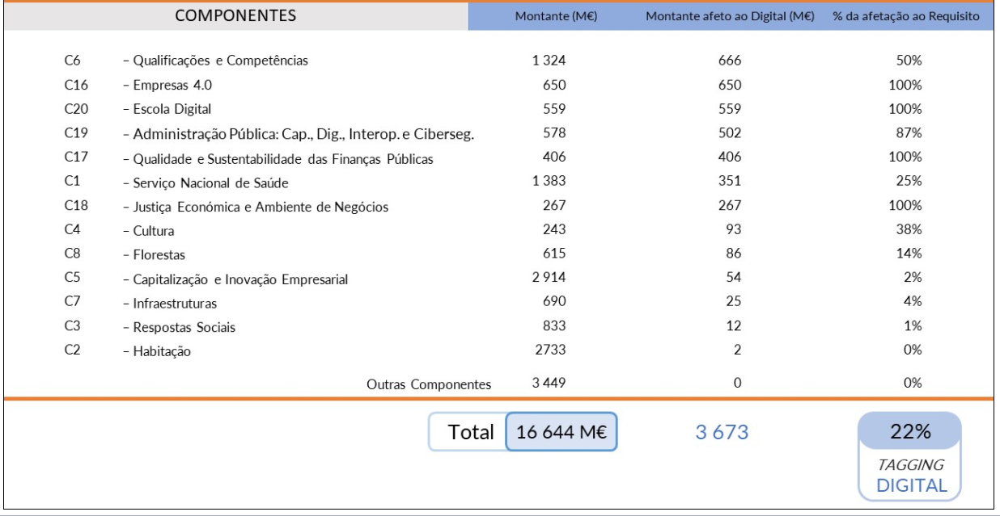 COMPONENTES Montante (M€) Montante afeto ao Digital (M€) % da afetação ao Requisito
C6 – Qualificações e Competências 1 324 666 50%
C16 – Empresas 4.0 650 650 100%
C20 – Escola Digital 559 559 100%
C19 – Administração Pública: Cap., Dig., Interop. e Ciberseg. 578 502 87%
C17 – Qualidade e Sustentabilidade das Finanças Públicas 406 406 100%
C1 – Serviço Nacional de Saúde 1 383 351 25%
C18 – Justiça Económica e Ambiente de Negócios 267 267 100%
C4 – Cultura 243 93 38%
C8 – Florestas 615 86 14%
C5 – Capitalização e Inovação Empresarial 2 914 54 2%
C7 – Infraestruturas 690 25 4%
C3 – Respostas Sociais 833 12 1%
C2 – Habitação 2733 2 0%
Outras Componentes 3 449 0 0%
Total 16 644 M€ 3 673 22%
TAGGING
DIGITAL